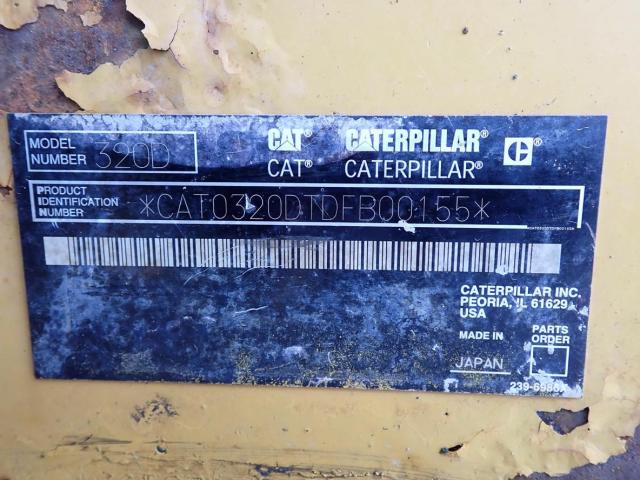 MODEL NUMBER 320D
CAT® CATERPILLAR® C®
CAT® CATERPILLAR®
PRODUCT IDENTIFICATION NUMBER *CAT0320DTDFB00155*
CATERPILLAR INC.
PEORIA, IL 61629
USA
MADE IN
JAPAN
PARTS ORDER